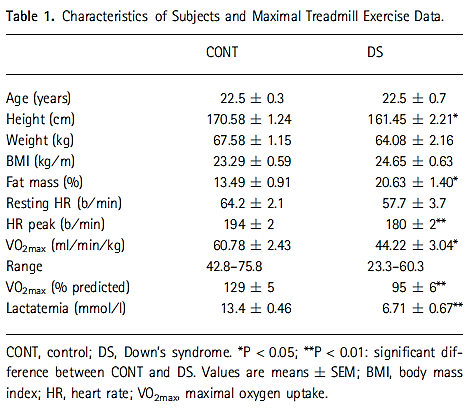 Table 1. Characteristics of Subjects and Maximal Treadmill Exercise Data.
CONT DS
Age (years) 22.5 ± 0.3 22.5 ± 0.7
Height (cm) 170.58 ± 1.24 161.45 ± 2.21*
Weight (kg) 67.58 ± 1.15 64.08 ± 2.16
BMI (kg/m) 23.29 ± 0.59 24.65 ± 0.63
Fat mass (%) 13.49 ± 0.91 20.63 ± 1.40*
Resting HR (b/min) 64.2 ± 2.1 57.7 ± 3.7
HR peak (b/min) 194 ± 2 180 ± 2**
VO2max (ml/min/kg) 60.78 ± 2.43 44.22 ± 3.04*
Range 42.8–75.8 23.3–60.3
VO2max (% predicted) 129 ± 5 95 ± 6**
Lactatemia (mmol/l) 13.4 ± 0.46 6.71 ± 0.67**
CONT, control; DS, Down's syndrome. *P < 0.05; **P < 0.01: significant dif-
ference between CONT and DS. Values are means ± SEM; BMI, body mass
index; HR, heart rate; VO2max, maximal oxygen uptake.